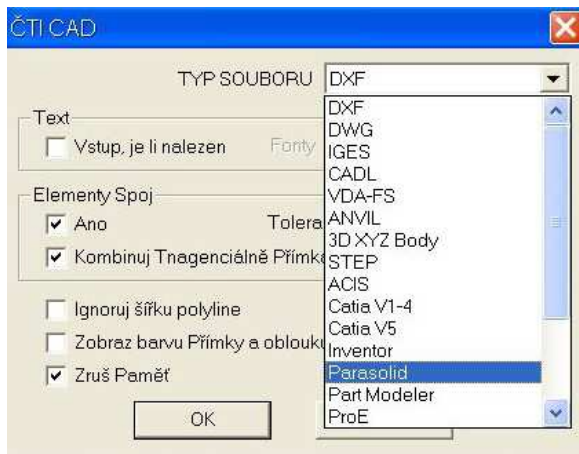 ČTI CAD
TYP SOUBORU DXF
DXF
DWG
IGES
CADL
VDA-FS
ANVIL
3D XYZ Body
STEP
ACIS
Catia V1-4
Catia V5
Inventor
Parasolid
Part Modeler
ProE
Text
Vstup, je li nalezen Fonty
Elementy Spoj
Ano Tolera
Kombinuj Tnagenciálně Přímk
Ignoruj šířku polyline
Zobraz barvu Přímky a oblouk
Zruš Paměť
OK